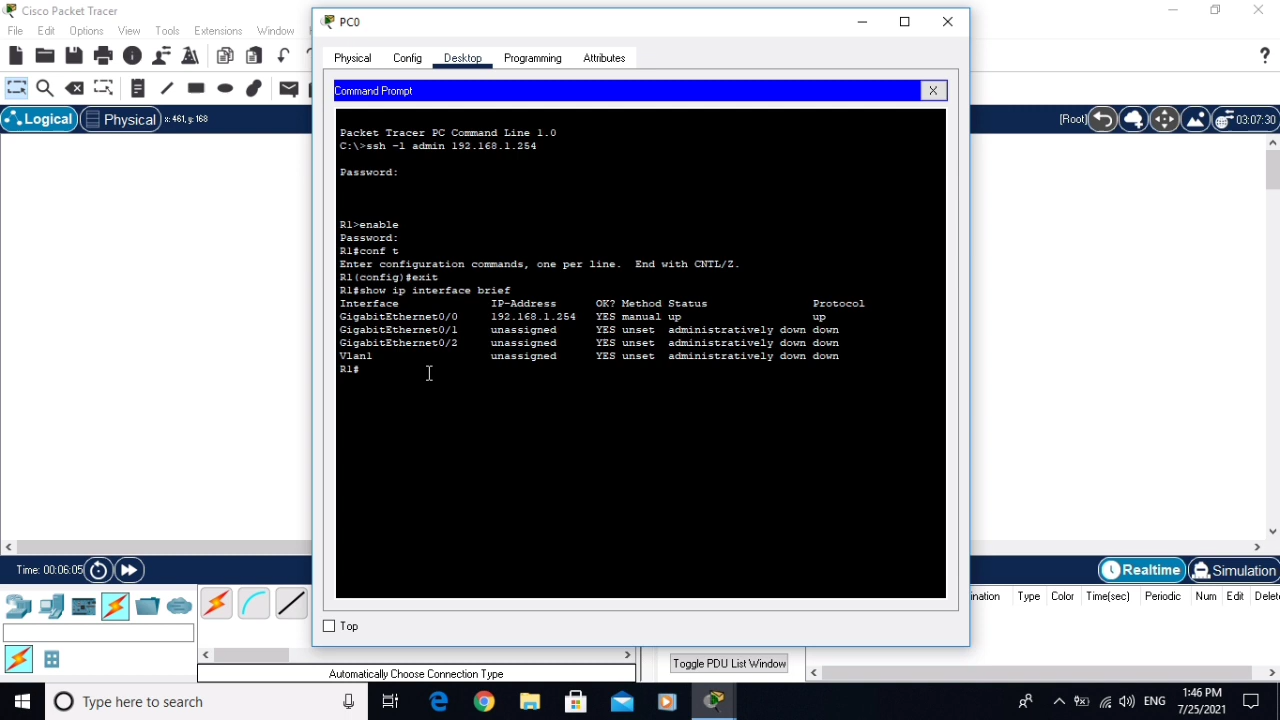 Cisco Packet Tracer
File Edit Options View Tools Extensions Window
Logical Physical x: 461, y: 168
[Root] 03:07:30
PC0
Physical Config Desktop Programming Attributes
Command Prompt
Packet Tracer PC Command Line 1.0
C:\>ssh -l admin 192.168.1.254
Password:
R1>enable
Password:
R1#conf t
Enter configuration commands, one per line. End with CNTL/Z.
R1(config)#exit
R1#show ip interface brief
Interface IP-Address OK? Method Status Protocol
GigabitEthernet0/0 192.168.1.254 YES manual up up
GigabitEthernet0/1 unassigned YES unset administratively down down
GigabitEthernet0/2 unassigned YES unset administratively down down
Vlan1 unassigned YES unset administratively down down
R1#
Top
Time: 00:06:05
Realtime Simulation
ination Type Color Time(sec) Periodic Num Edit Delete
Automatically Choose Connection Type
Toggle PDU List Window
Type here to search
ENG
1:46 PM
7/25/2021